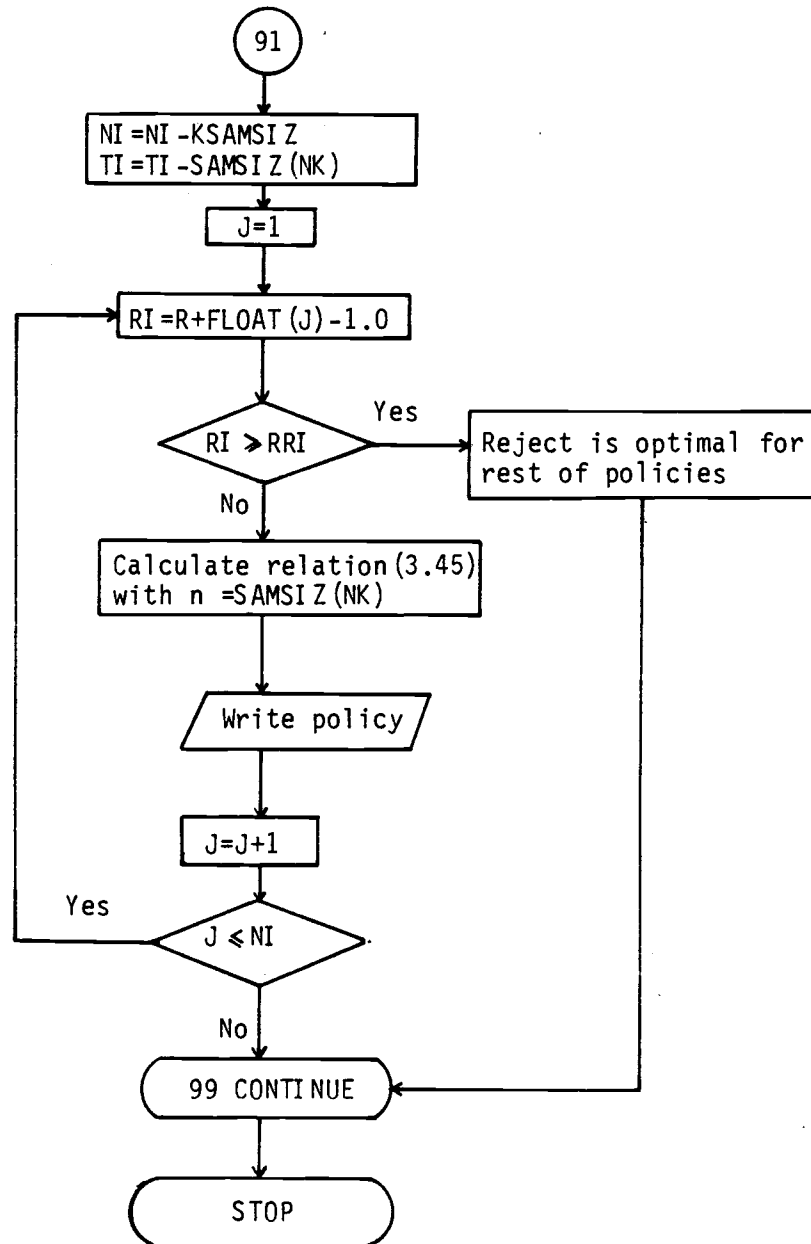 91
NI=NI-KSAMSIZ
TI=TI-SAMSIZ(NK)
J=1
RI=R+FLOAT(J)-1.0
RI ⩾ RRI
Yes
Reject is optimal for
rest of policies
No
Calculate relation(3.45)
with n =SAMSIZ(NK)
Write policy
J=J+1
Yes
J ⩽ NI
No
99 CONTINUE
STOP